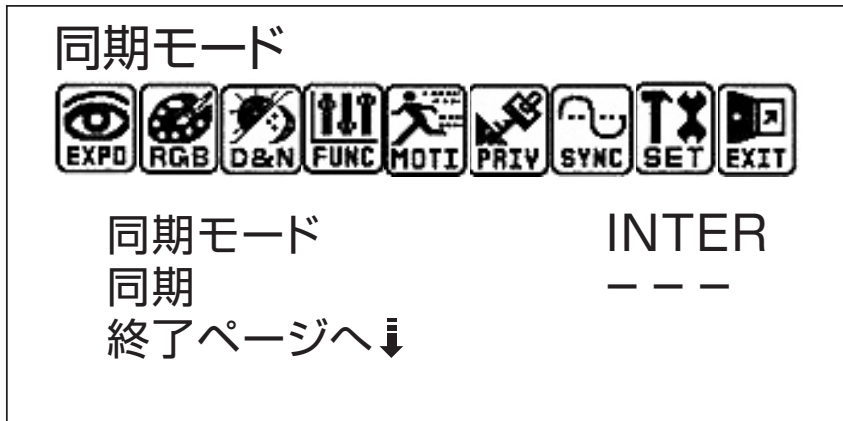 同期モード
EXPO RGB D&N FUNC MOTI PRIV SYNC SET EXIT
同期モード INTER
同期 ---
終了ページへ⬇